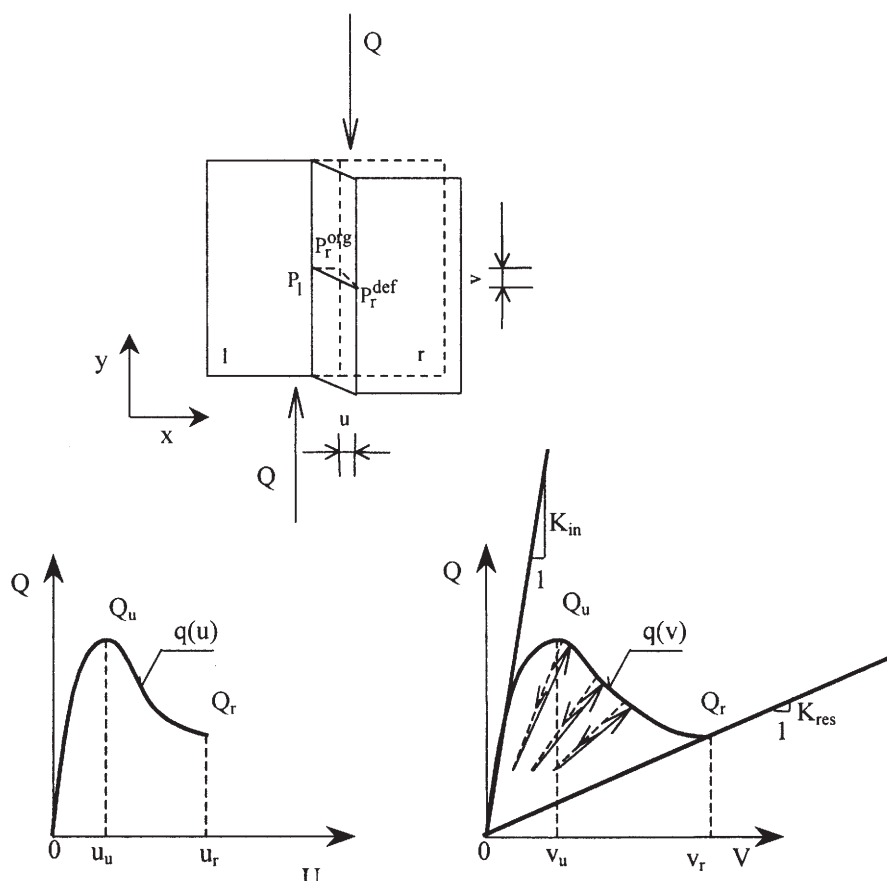 Q
P_r^org
P_l
P_r^def
v
l
r
y
x
u
Q
Q
Q_u
q(u)
Q_r
0
u_u
u_r
U
K_in
1
Q
Q_u
q(v)
Q_r
K_res
1
0
v_u
v_r
V